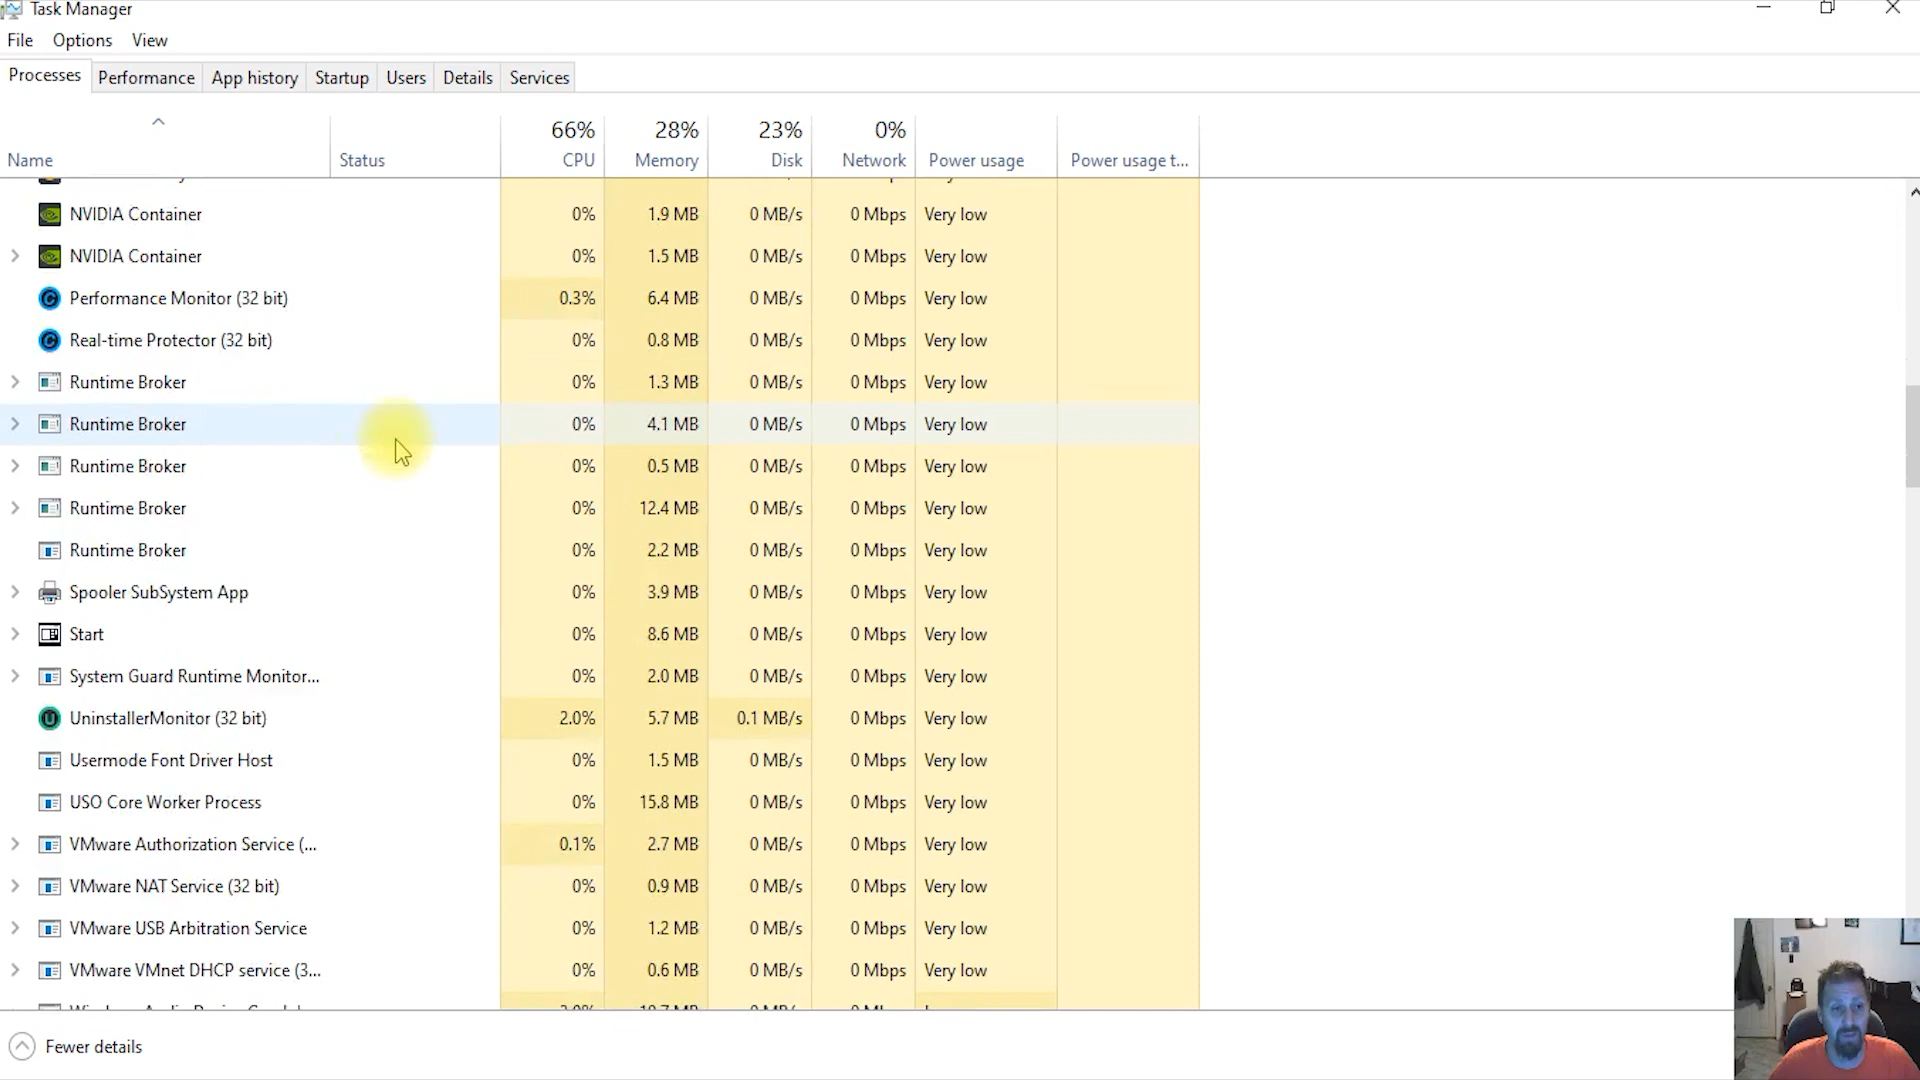 Task Manager
File Options View
Processes Performance App history Startup Users Details Services
66% 28% 23% 0%
Name Status CPU Memory Disk Network Power usage Power usage t...
NVIDIA Container 0% 1.9 MB 0 MB/s 0 Mbps Very low
NVIDIA Container 0% 1.5 MB 0 MB/s 0 Mbps Very low
Performance Monitor (32 bit) 0.3% 6.4 MB 0 MB/s 0 Mbps Very low
Real-time Protector (32 bit) 0% 0.8 MB 0 MB/s 0 Mbps Very low
Runtime Broker 0% 1.3 MB 0 MB/s 0 Mbps Very low
Runtime Broker 0% 4.1 MB 0 MB/s 0 Mbps Very low
Runtime Broker 0% 0.5 MB 0 MB/s 0 Mbps Very low
Runtime Broker 0% 12.4 MB 0 MB/s 0 Mbps Very low
Runtime Broker 0% 2.2 MB 0 MB/s 0 Mbps Very low
Spooler SubSystem App 0% 3.9 MB 0 MB/s 0 Mbps Very low
Start 0% 8.6 MB 0 MB/s 0 Mbps Very low
System Guard Runtime Monitor... 0% 2.0 MB 0 MB/s 0 Mbps Very low
UninstallerMonitor (32 bit) 2.0% 5.7 MB 0.1 MB/s 0 Mbps Very low
Usermode Font Driver Host 0% 1.5 MB 0 MB/s 0 Mbps Very low
USO Core Worker Process 0% 15.8 MB 0 MB/s 0 Mbps Very low
VMware Authorization Service (... 0.1% 2.7 MB 0 MB/s 0 Mbps Very low
VMware NAT Service (32 bit) 0% 0.9 MB 0 MB/s 0 Mbps Very low
VMware USB Arbitration Service 0% 1.2 MB 0 MB/s 0 Mbps Very low
VMware VMnet DHCP service (3... 0% 0.6 MB 0 MB/s 0 Mbps Very low
Fewer details